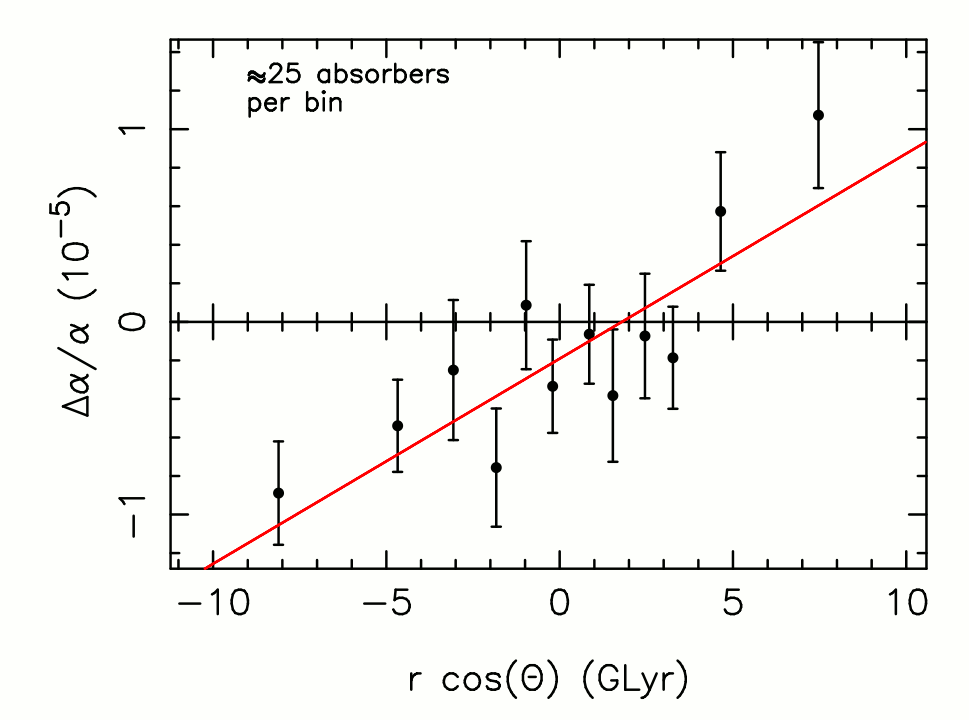 ≈25 absorbers
per bin
1
0
−1
Δα/α (10⁻⁵)
−10 −5 0 5 10
r cos(Θ) (GLyr)